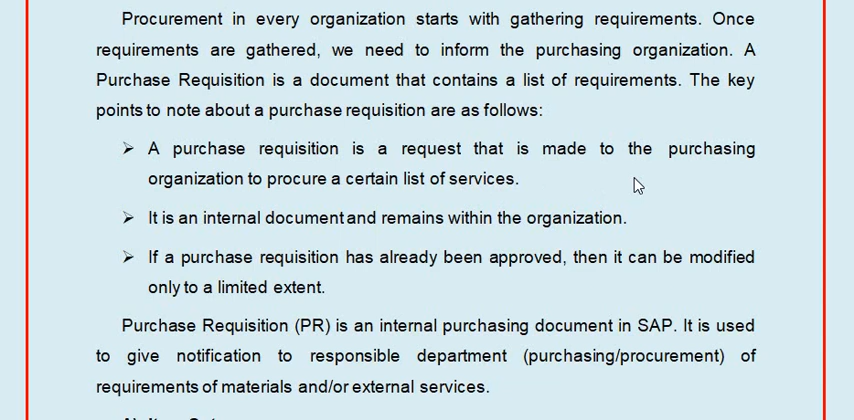 Procurement in every organization starts with gathering requirements. Once
requirements are gathered, we need to inform the purchasing organization. A
Purchase Requisition is a document that contains a list of requirements. The key
points to note about a purchase requisition are as follows:
➢ A purchase requisition is a request that is made to the purchasing
organization to procure a certain list of services.
➢ It is an internal document and remains within the organization.
➢ If a purchase requisition has already been approved, then it can be modified
only to a limited extent.
Purchase Requisition (PR) is an internal purchasing document in SAP. It is used
to give notification to responsible department (purchasing/procurement) of
requirements of materials and/or external services.